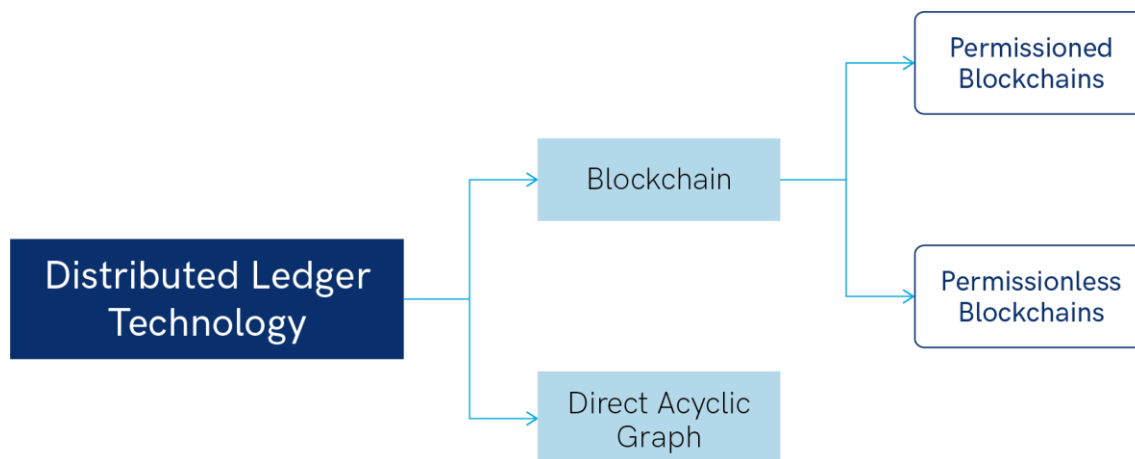 Permissioned
Blockchains
Blockchain
Distributed Ledger
Technology
Permissionless
Blockchains
Direct Acyclic
Graph